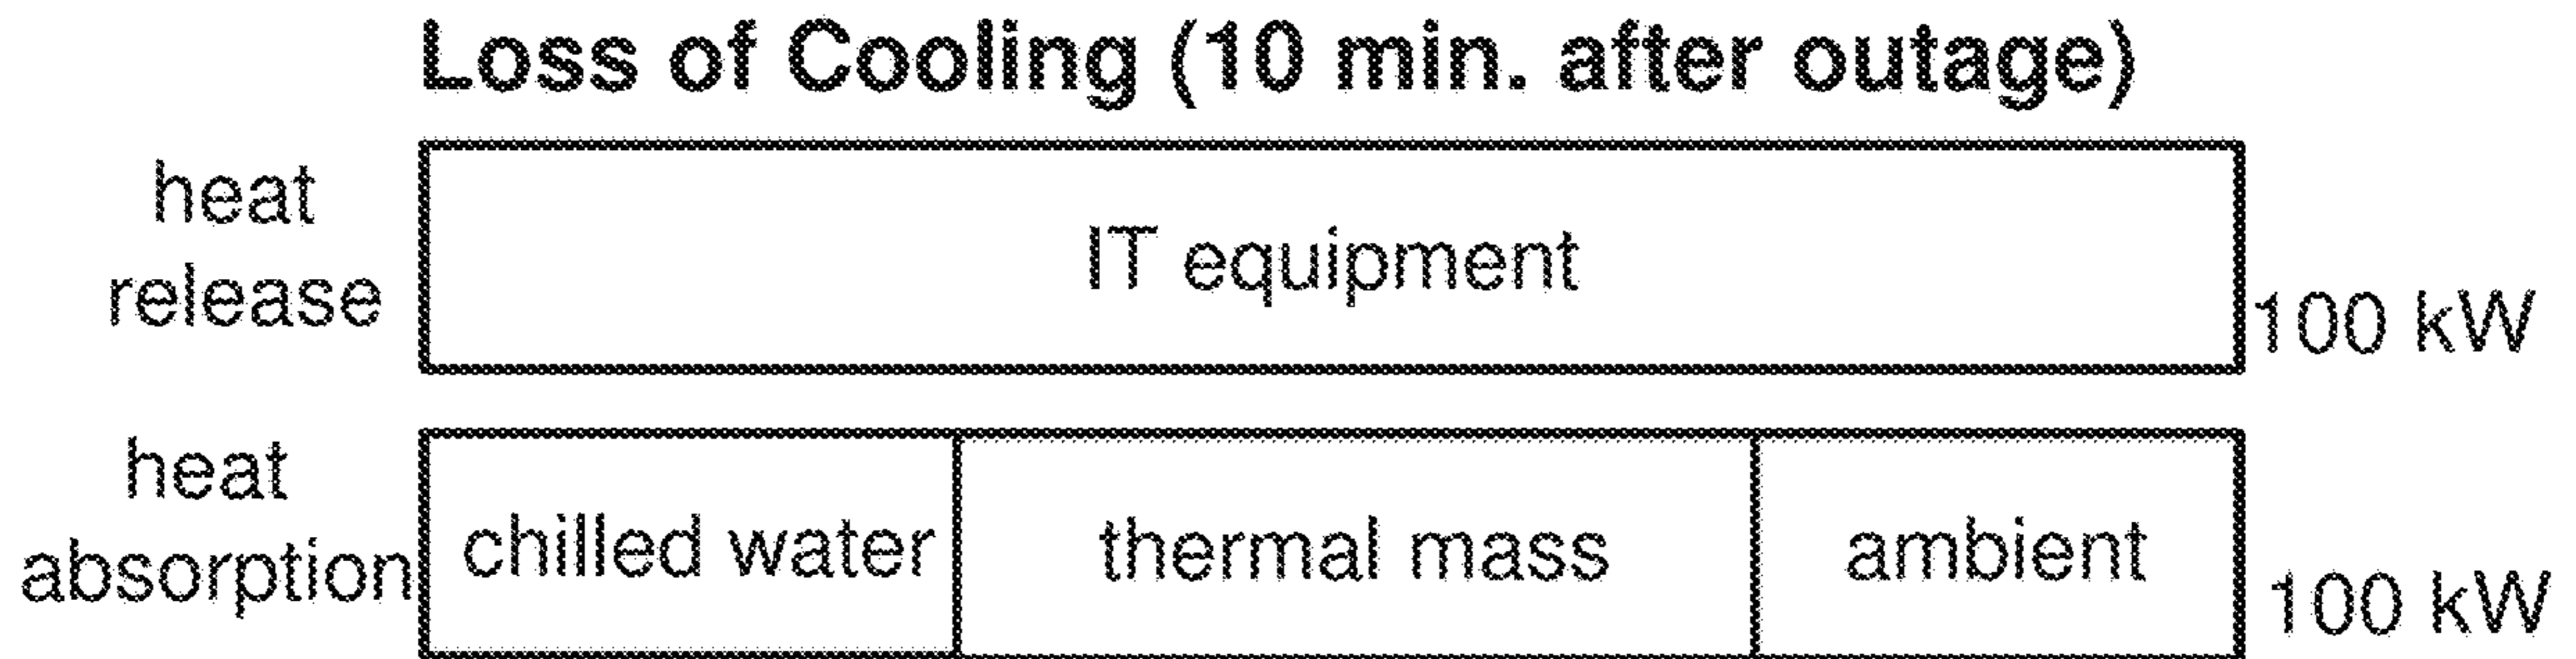 Loss of Cooling (10 min. after outage)
heat
release
IT equipment
100 kW
heat
absorption
chilled water
thermal mass
ambient
100 kW